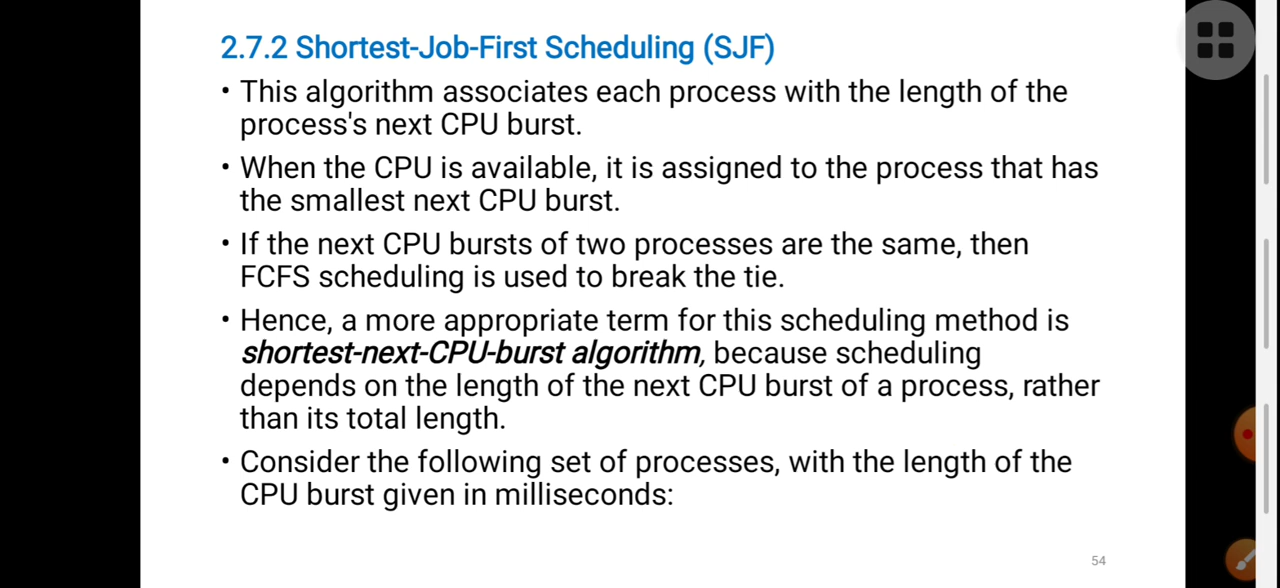 2.7.2 Shortest-Job-First Scheduling (SJF)
• This algorithm associates each process with the length of the
process's next CPU burst.
• When the CPU is available, it is assigned to the process that has
the smallest next CPU burst.
• If the next CPU bursts of two processes are the same, then
FCFS scheduling is used to break the tie.
• Hence, a more appropriate term for this scheduling method is
shortest-next-CPU-burst algorithm, because scheduling
depends on the length of the next CPU burst of a process, rather
than its total length.
• Consider the following set of processes, with the length of the
CPU burst given in milliseconds:
54